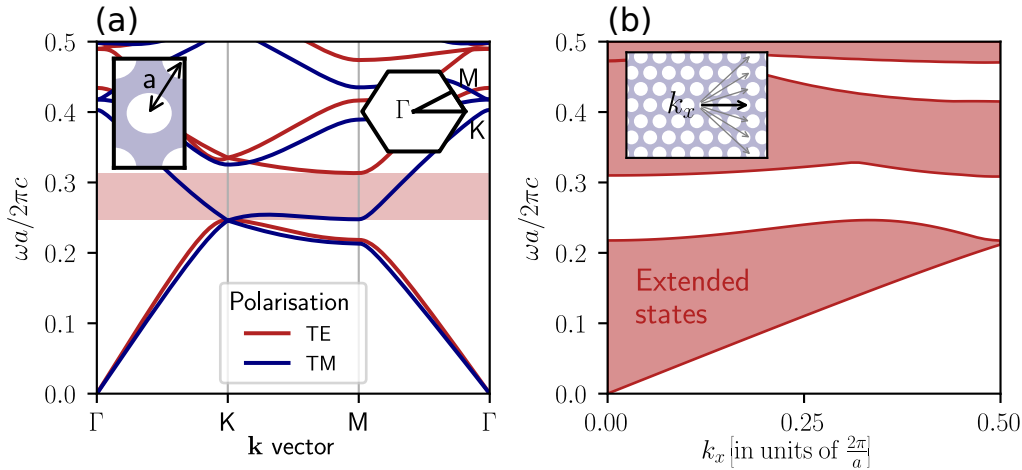 (a)
ωa/2πc
0.5
0.4
0.3
0.2
0.1
0.0
a
Γ
M
K
Polarisation
TE
TM
Γ K M Γ
k vector
(b)
ωa/2πc
0.5
0.4
0.3
0.2
0.1
0.0
k_x
Extended
states
0.00 0.25 0.50
k_x [in units of 2π/a]